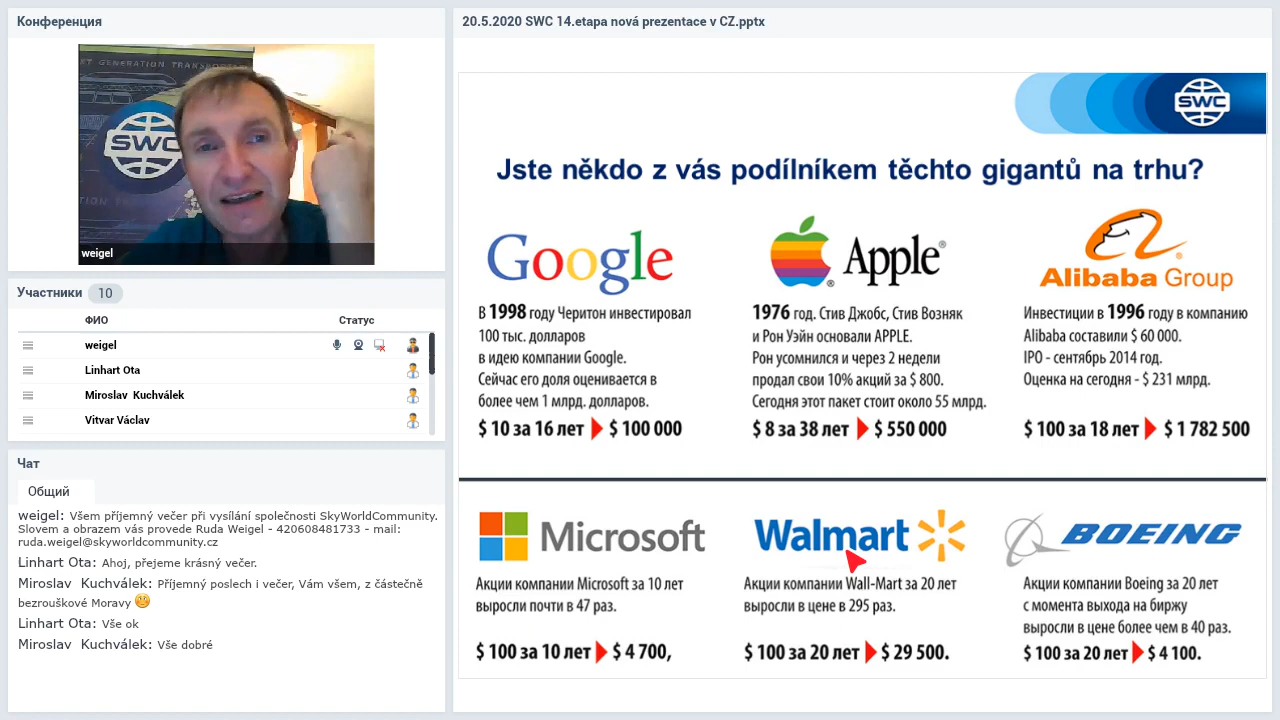 Конференция
NEXT GENERATION TRANSPORT
SWC
weigel
Участники 10
ФИО Статус
weigel
Linhart Ota
Miroslav Kuchválek
Vitvar Václav
Чат
Общий
weigel: Všem příjemný večer při vysílání společnosti SkyWorldCommunity.
Slovem a obrazem vás provede Ruda Weigel - 420608481733 - mail:
ruda.weigel@skyworldcommunity.cz
Linhart Ota: Ahoj, přejeme krásný večer.
Miroslav Kuchválek: Příjemný poslech i večer, Vám všem, z částečně
bezrouškové Moravy
Linhart Ota: Vše ok
Miroslav Kuchválek: Vše dobré
20.5.2020 SWC 14.etapa nová prezentace v CZ.pptx
SWC
Jste někdo z vás podílníkem těchto gigantů na trhu?
Google
В 1998 году Черитон инвестировал
100 тыс. долларов
в идею компании Google.
Сейчас его доля оценивается в
более чем 1 млрд. долларов.
$ 10 за 16 лет $ 100 000
Apple®
1976 год. Стив Джобс, Стив Возняк
и Рон Уэйн основали APPLE.
Рон усомнился и через 2 недели
продал свои 10% акций за $ 800.
Сегодня этот пакет стоит около 55 млрд.
$ 8 за 38 лет $ 550 000
Alibaba Group
Инвестиции в 1996 году в компанию
Alibaba составили $ 60 000.
IPO - сентябрь 2014 год.
Оценка на сегодня - $ 231 млрд.
$ 100 за 18 лет $ 1 782 500
Microsoft
Акции компании Microsoft за 10 лет
выросли почти в 47 раз.
$ 100 за 10 лет $ 4 700,
Walmart
Акции компании Wall-Mart за 20 лет
выросли в цене в 295 раз.
$ 100 за 20 лет $ 29 500.
BOEING
Акции компании Boeing за 20 лет
с момента выхода на биржу
выросли в цене более чем в 40 раз.
$ 100 за 20 лет $ 4 100.